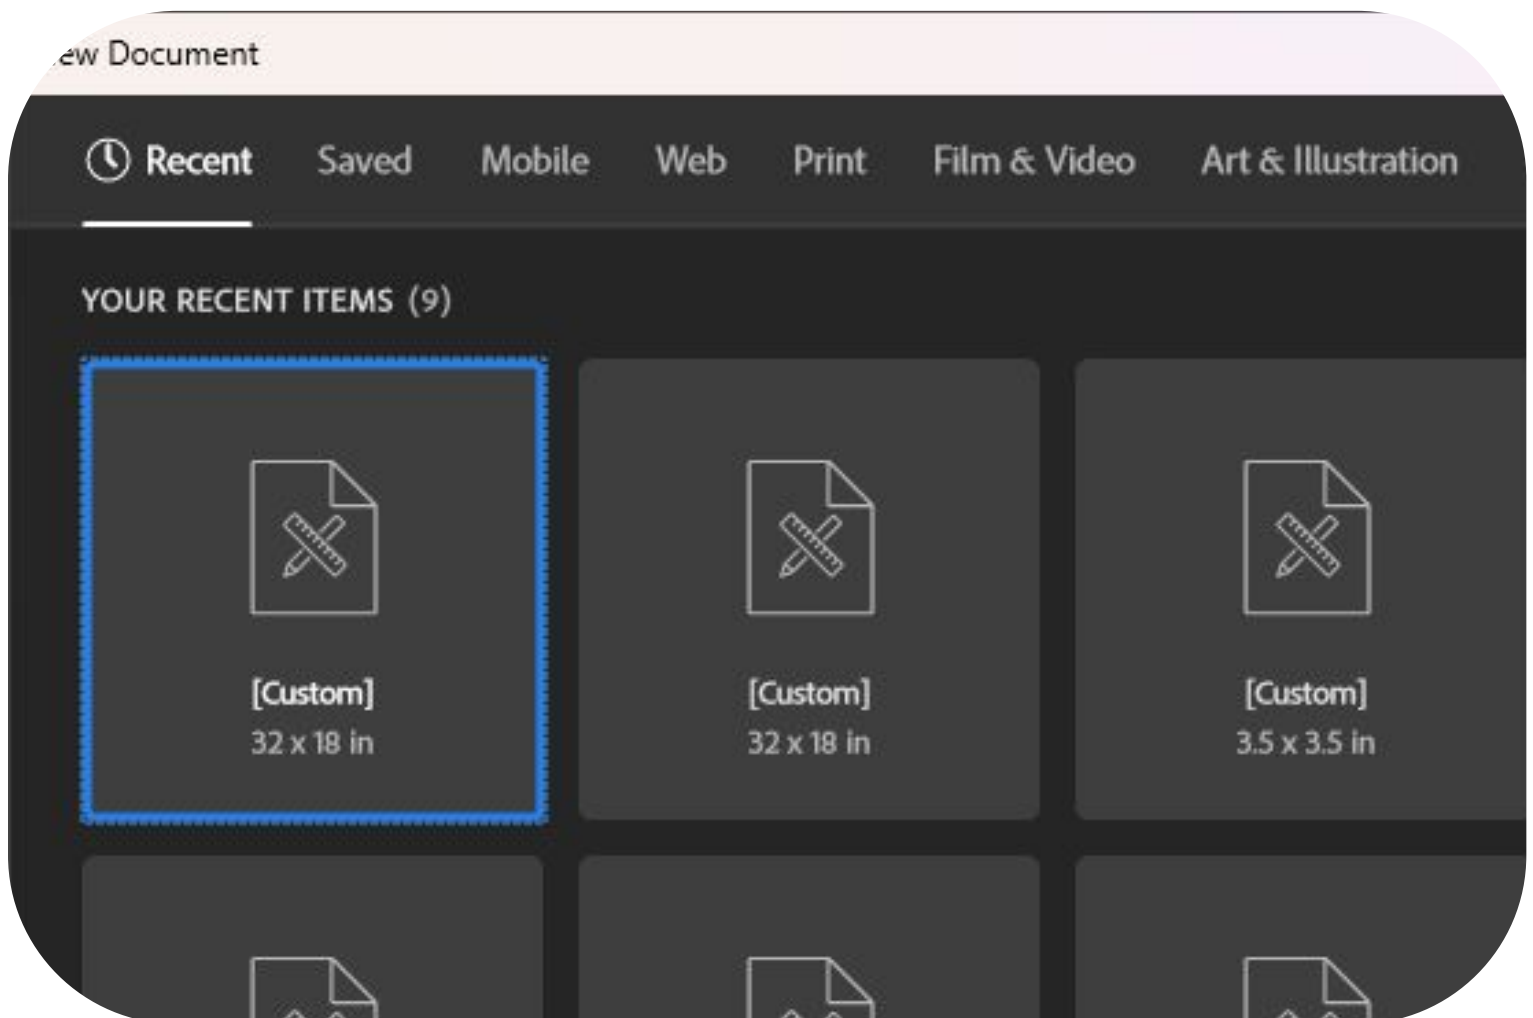 ew Document
Recent Saved Mobile Web Print Film & Video Art & Illustration
YOUR RECENT ITEMS (9)
[Custom] [Custom] [Custom]
32 x 18 in 32 x 18 in 3.5 x 3.5 in